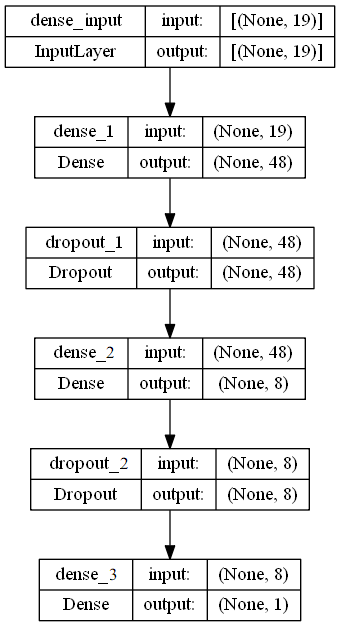 dense_input input: [(None, 19)]
InputLayer output: [(None, 19)]
dense_1 input: (None, 19)
Dense output: (None, 48)
dropout_1 input: (None, 48)
Dropout output: (None, 48)
dense_2 input: (None, 48)
Dense output: (None, 8)
dropout_2 input: (None, 8)
Dropout output: (None, 8)
dense_3 input: (None, 8)
Dense output: (None, 1)